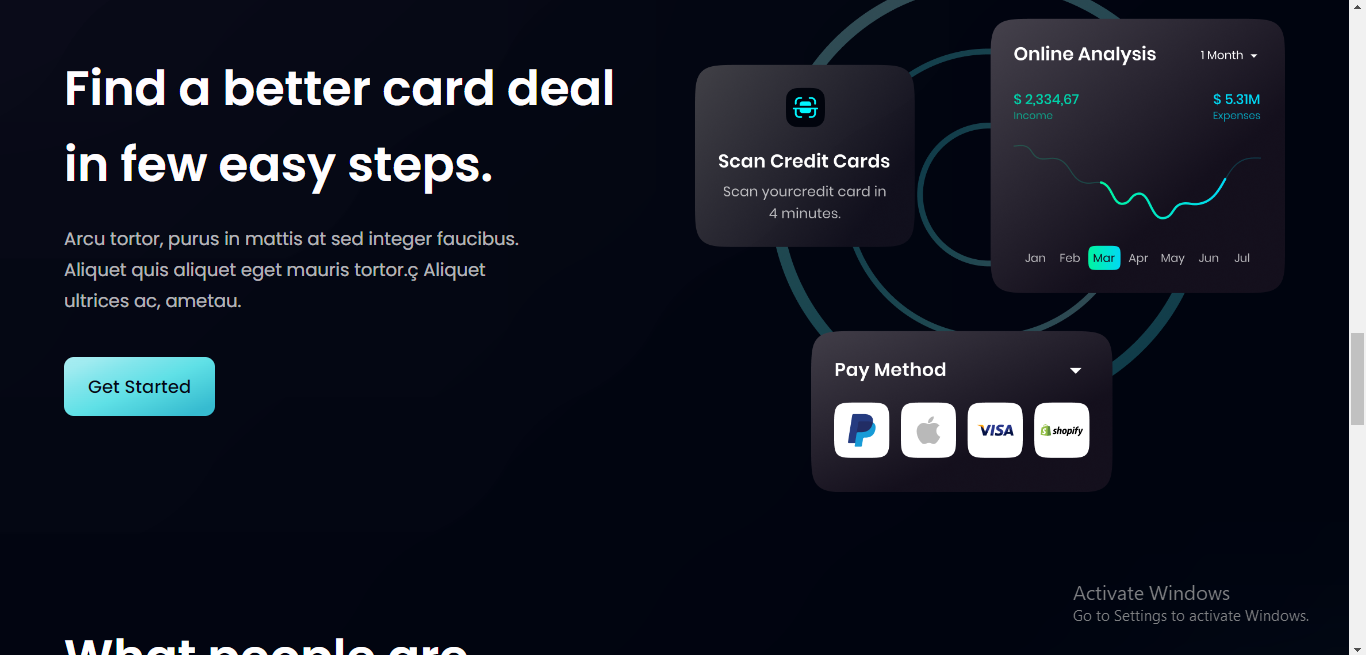 Find a better card deal
in few easy steps.
Arcu tortor, purus in mattis at sed integer faucibus.
Aliquet quis aliquet eget mauris tortor.ç Aliquet
ultrices ac, ametau.
Get Started
Scan Credit Cards
Scan yourcredit card in
4 minutes.
Online Analysis
1 Month
$ 2,334,67
Income
$ 5.31M
Expenses
Jan Feb Mar Apr May Jun Jul
Pay Method
VISA
shopify
Activate Windows
Go to Settings to activate Windows.
What people are